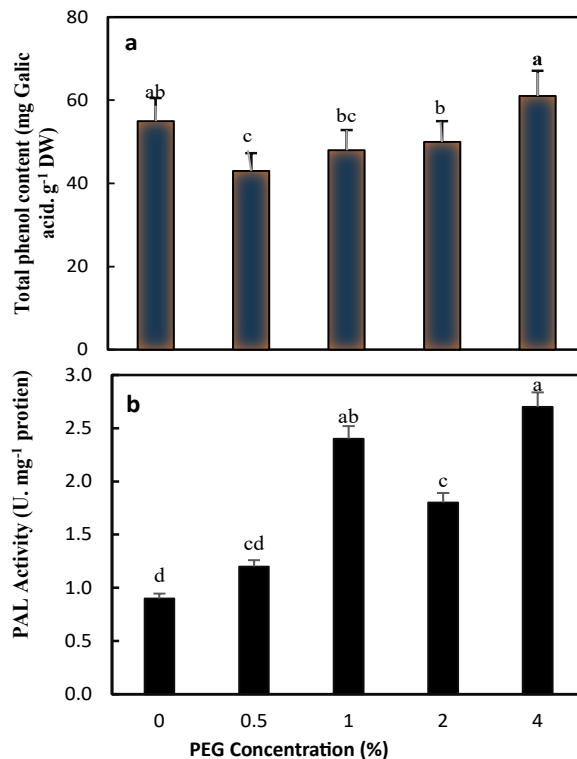 80
a
a
ab
60
bc
b
c
40
20
0
Total phenol content (mg Galic
acid. g⁻¹ DW)
3.0
b
a
ab
2.5
2.0
c
1.5
cd
d
1.0
0.5
0.0
PAL Activity (U. mg⁻¹ protien)
0 0.5 1 2 4
PEG Concentration (%)